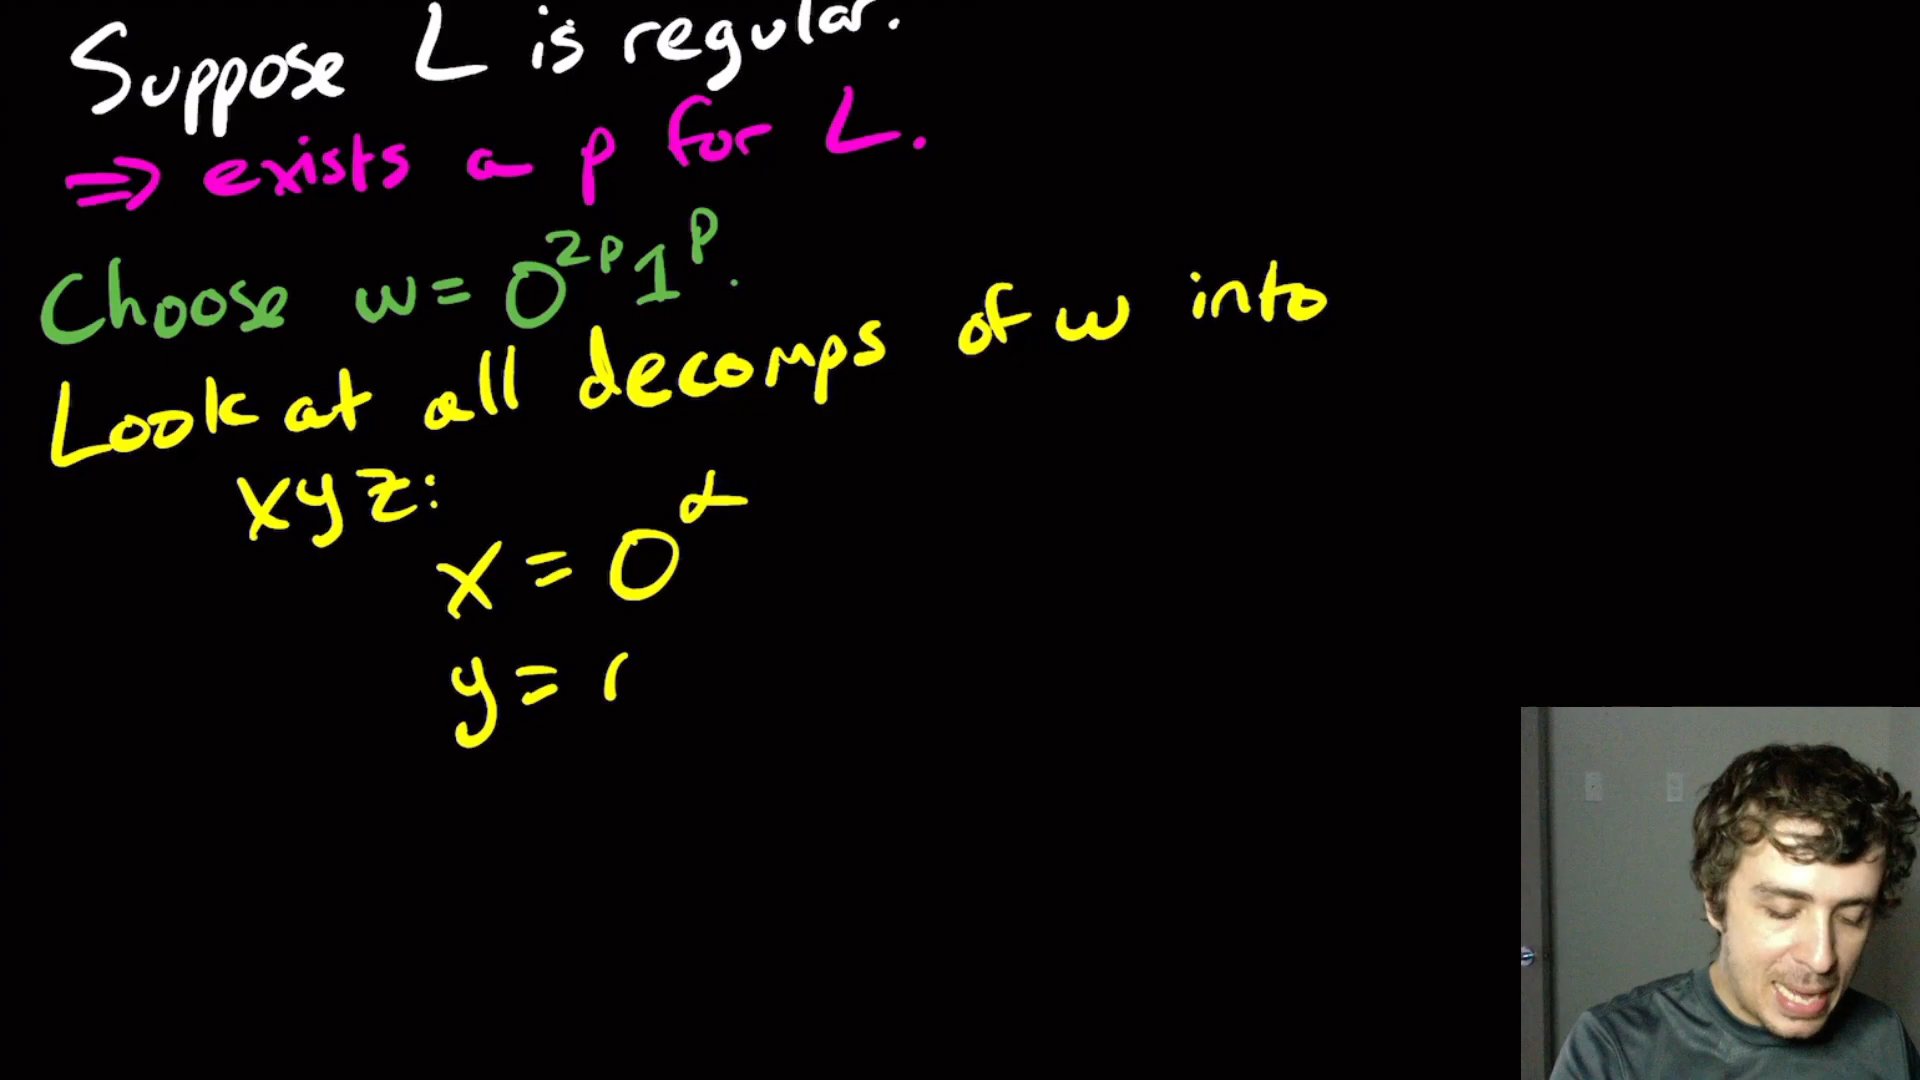 Suppose L is regular.
⇒ exists a p for L.
Choose w = 0^{2p} 1^{p}.
Look at all decomps of w into
xyz:
x = 0^α
y =